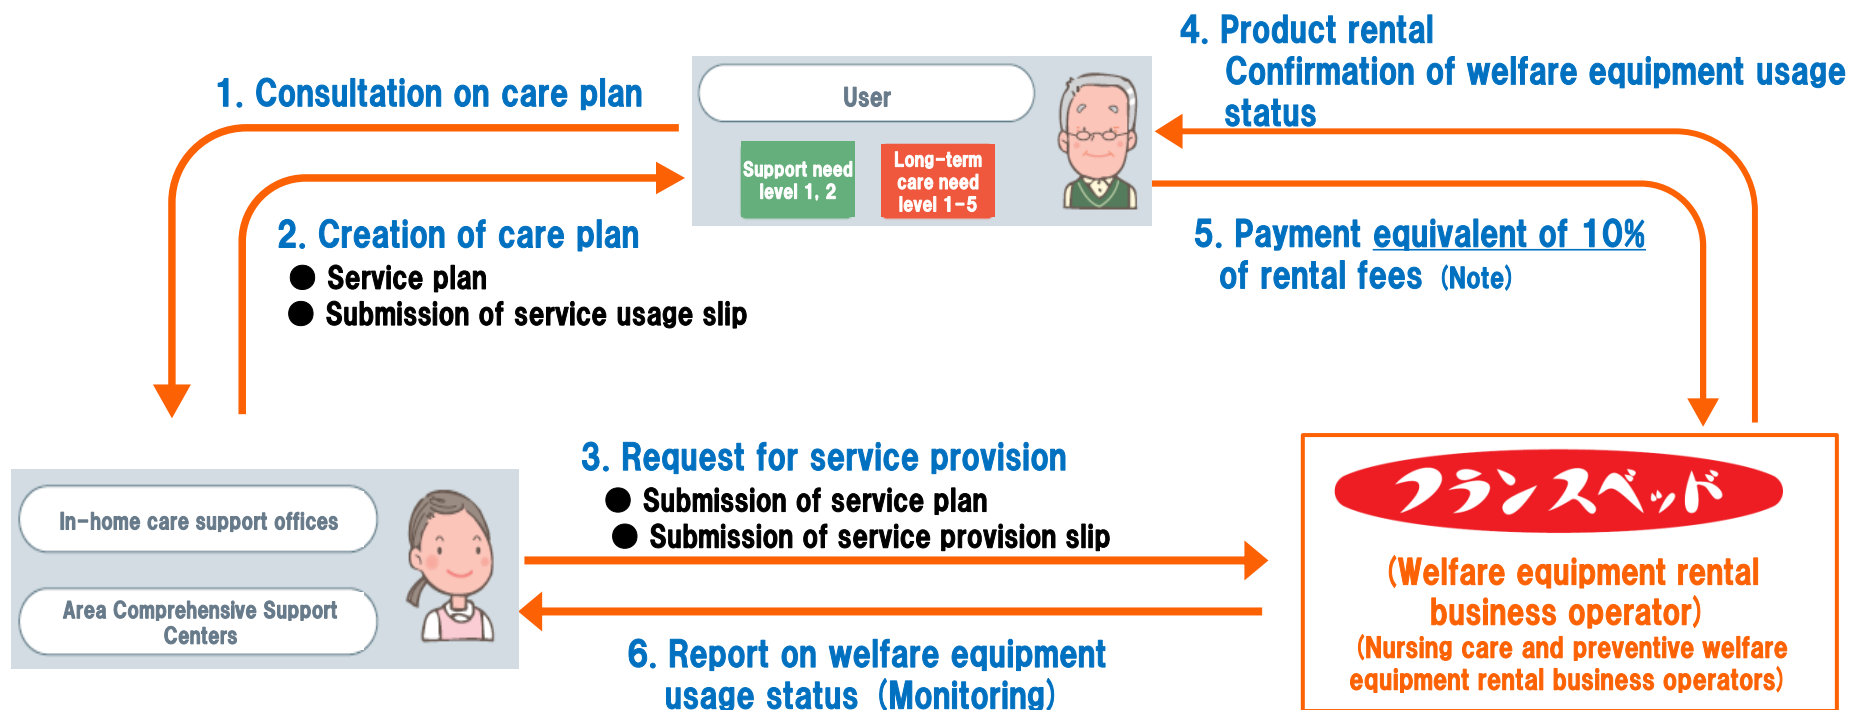 1. Consultation on care plan
User
Support need
level 1, 2
Long-term
care need
level 1-5
4. Product rental
Confirmation of welfare equipment usage
status
2. Creation of care plan
● Service plan
● Submission of service usage slip
5. Payment equivalent of 10%
of rental fees (Note)
3. Request for service provision
● Submission of service plan
● Submission of service provision slip
In-home care support offices
Area Comprehensive Support
Centers
フランスベッド
(Welfare equipment rental
business operator)
(Nursing care and preventive welfare
equipment rental business operators)
6. Report on welfare equipment
usage status (Monitoring)